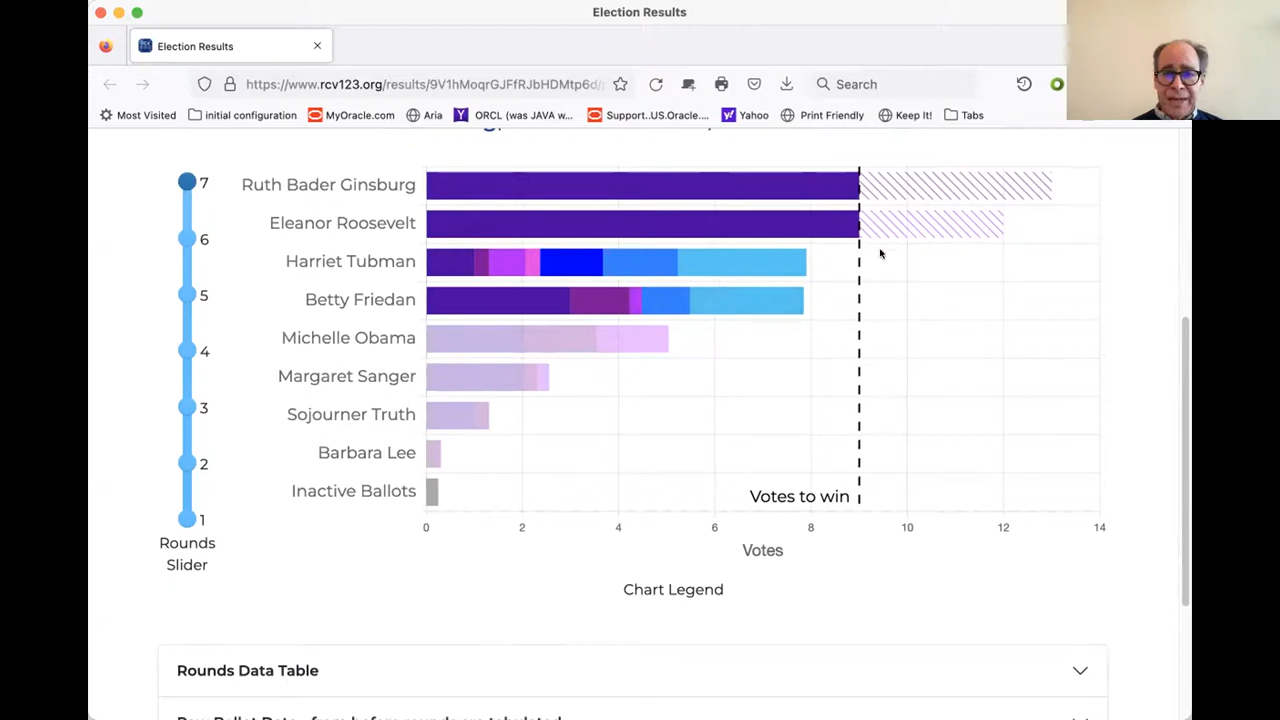 Election Results
Election Results
https://www.rcv123.org/results/9V1hMoqrGJFfRJbHDMtp6d/
Search
Most Visited
initial configuration
MyOracle.com
Aria
ORCL (was JAVA w...
Support..US.Oracle....
Yahoo
Print Friendly
Keep It!
Tabs
7
6
5
4
3
2
1
Rounds
Slider
Ruth Bader Ginsburg
Eleanor Roosevelt
Harriet Tubman
Betty Friedan
Michelle Obama
Margaret Sanger
Sojourner Truth
Barbara Lee
Inactive Ballots
Votes to win
0 2 4 6 8 10 12 14
Votes
Chart Legend
Rounds Data Table